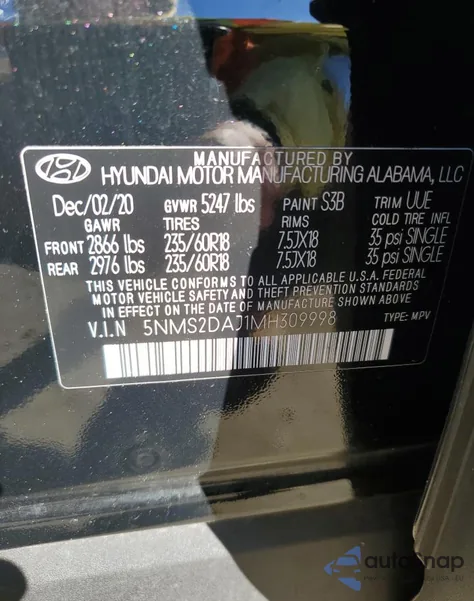 MANUFACTURED BY
HYUNDAI MOTOR MANUFACTURING ALABAMA, LLC
Dec/02/20 GVWR 5247 lbs PAINT S3B TRIM UUE
GAWR TIRES RIMS COLD TIRE INFL
FRONT 2866 lbs 235/60R18 7.5JX18 35 psi SINGLE
REAR 2976 lbs 235/60R18 7.5JX18 35 psi SINGLE
THIS VEHICLE CONFORMS TO ALL APPLICABLE U.S.A. FEDERAL
MOTOR VEHICLE SAFETY AND THEFT PREVENTION STANDARDS
IN EFFECT ON THE DATE OF MANUFACTURE SHOWN ABOVE.
V.I.N 5NMS2DAJ1MH309998 TYPE: MPV
autosnap